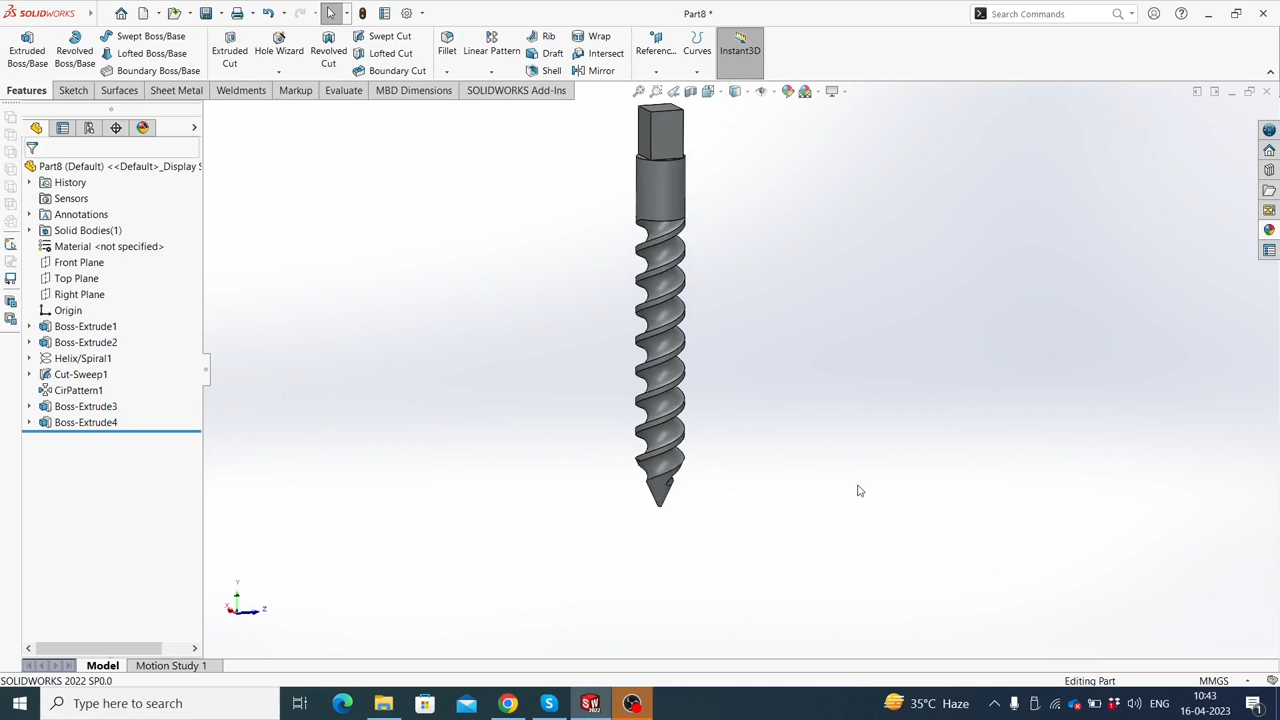 SOLIDWORKS
Part8 *
Search Commands
Extruded Boss/Base
Revolved Boss/Base
Swept Boss/Base
Lofted Boss/Base
Boundary Boss/Base
Extruded Cut
Hole Wizard
Revolved Cut
Swept Cut
Lofted Cut
Boundary Cut
Fillet
Linear Pattern
Rib
Draft
Shell
Wrap
Intersect
Mirror
Referenc...
Curves
Instant3D
Features
Sketch
Surfaces
Sheet Metal
Weldments
Markup
Evaluate
MBD Dimensions
SOLIDWORKS Add-Ins
Part8 (Default) <<Default>_Display S
History
Sensors
Annotations
Solid Bodies(1)
Material <not specified>
Front Plane
Top Plane
Right Plane
Origin
Boss-Extrude1
Boss-Extrude2
Helix/Spiral1
Cut-Sweep1
CirPattern1
Boss-Extrude3
Boss-Extrude4
Y
X
Z
Model
Motion Study 1
SOLIDWORKS 2022 SP0.0
Editing Part
MMGS
Type here to search
35°C Haze
ENG
10:43
16-04-2023